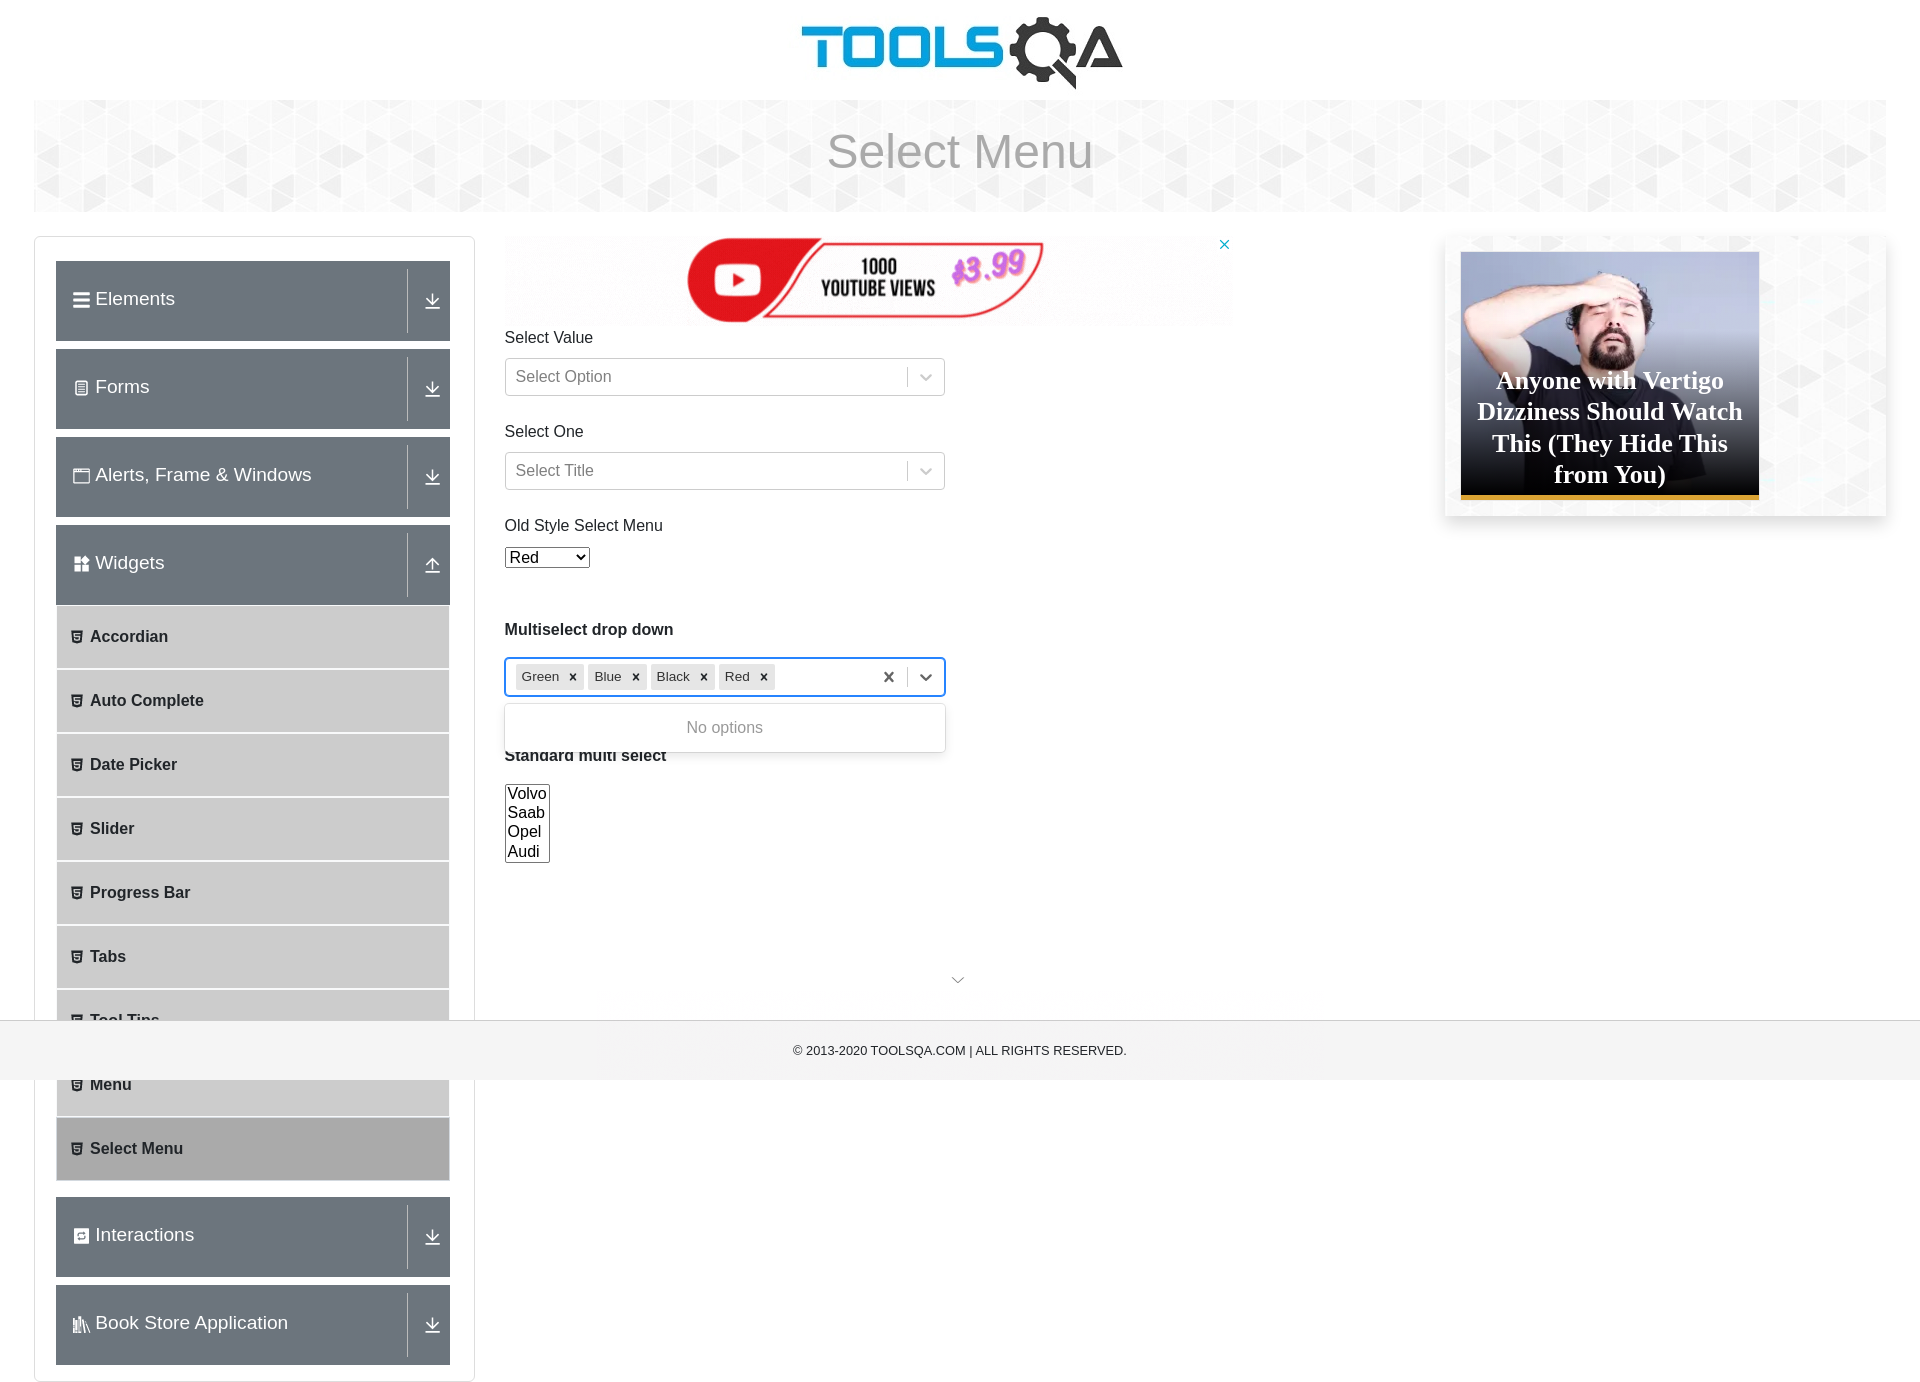 TOOLSQA
Select Menu
Elements
Forms
Alerts, Frame & Windows
Widgets
Accordian
Auto Complete
Date Picker
Slider
Progress Bar
Tabs
Tool Tips
Menu
Select Menu
Interactions
Book Store Application
1000
YOUTUBE VIEWS
$3.99
Select Value
Select Option
Select One
Select Title
Old Style Select Menu
Red
Multiselect drop down
Green
Blue
Black
Red
No options
Standard multi select
Volvo
Saab
Opel
Audi
Anyone with Vertigo
Dizziness Should Watch
This (They Hide This
from You)
© 2013-2020 TOOLSQA.COM | ALL RIGHTS RESERVED.